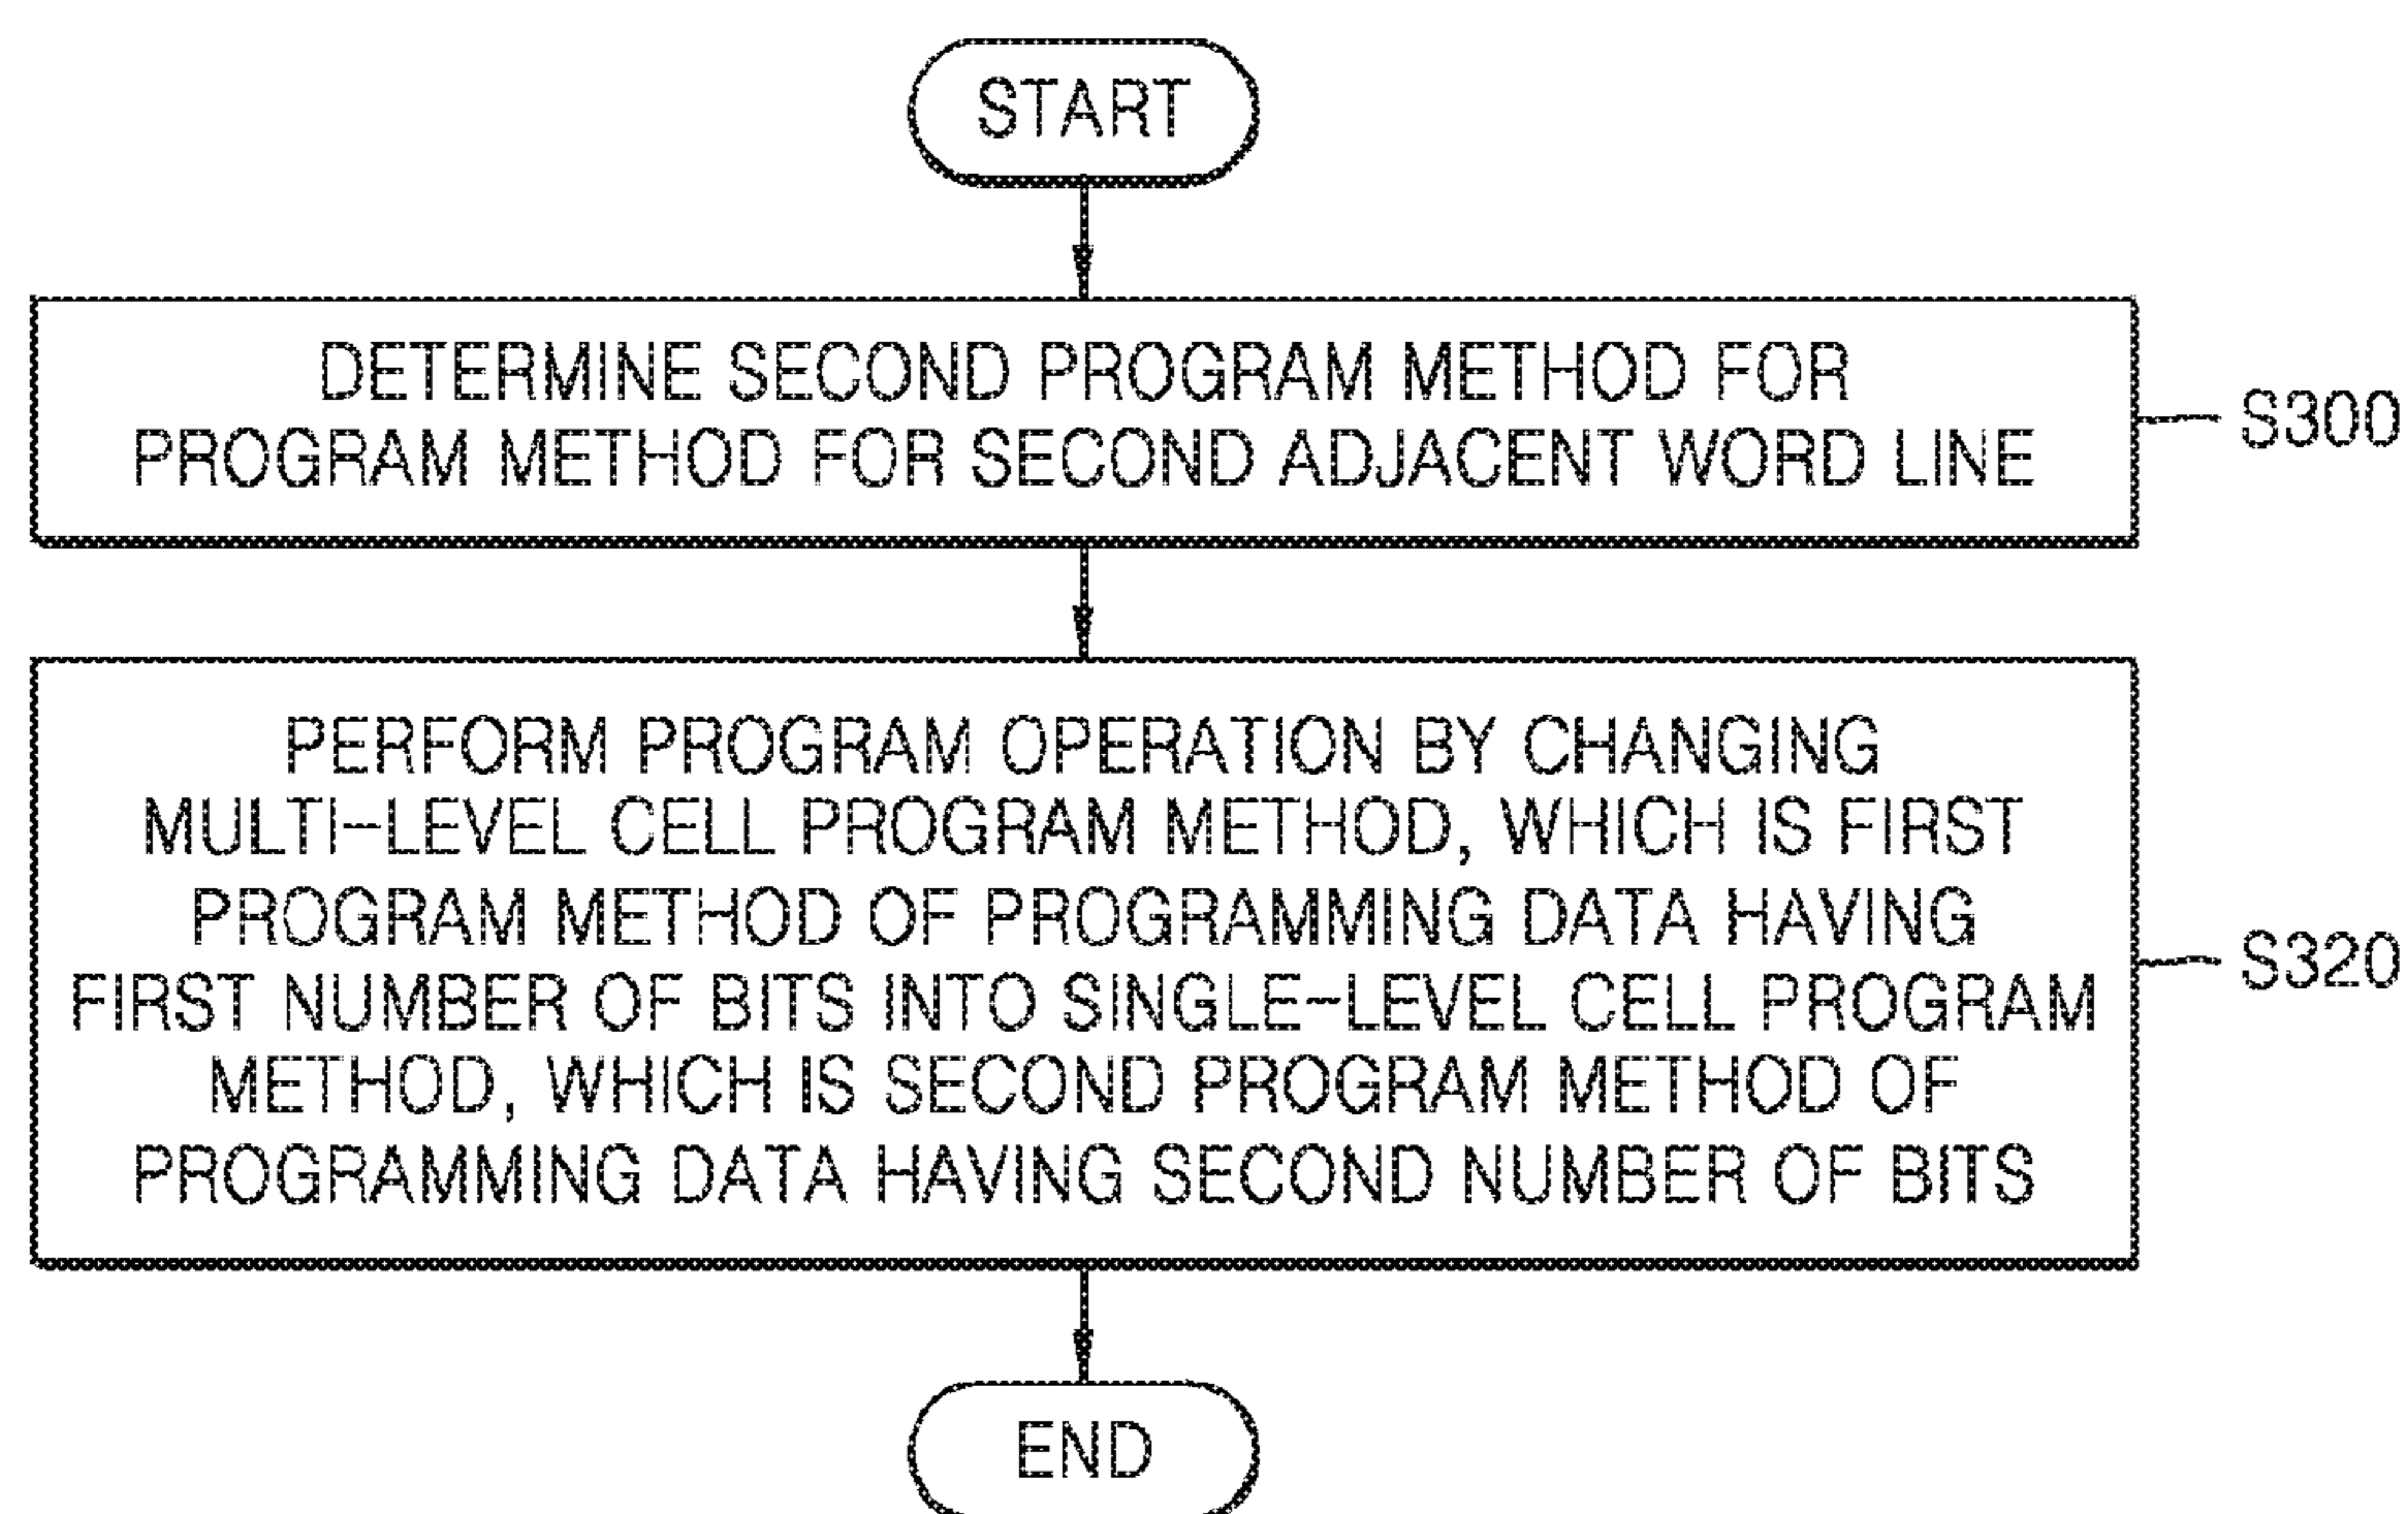 START
DETERMINE SECOND PROGRAM METHOD FOR
PROGRAM METHOD FOR SECOND ADJACENT WORD LINE
S300
PERFORM PROGRAM OPERATION BY CHANGING
MULTI-LEVEL CELL PROGRAM METHOD, WHICH IS FIRST
PROGRAM METHOD OF PROGRAMMING DATA HAVING
FIRST NUMBER OF BITS INTO SINGLE-LEVEL CELL PROGRAM
METHOD, WHICH IS SECOND PROGRAM METHOD OF
PROGRAMMING DATA HAVING SECOND NUMBER OF BITS
S320
END